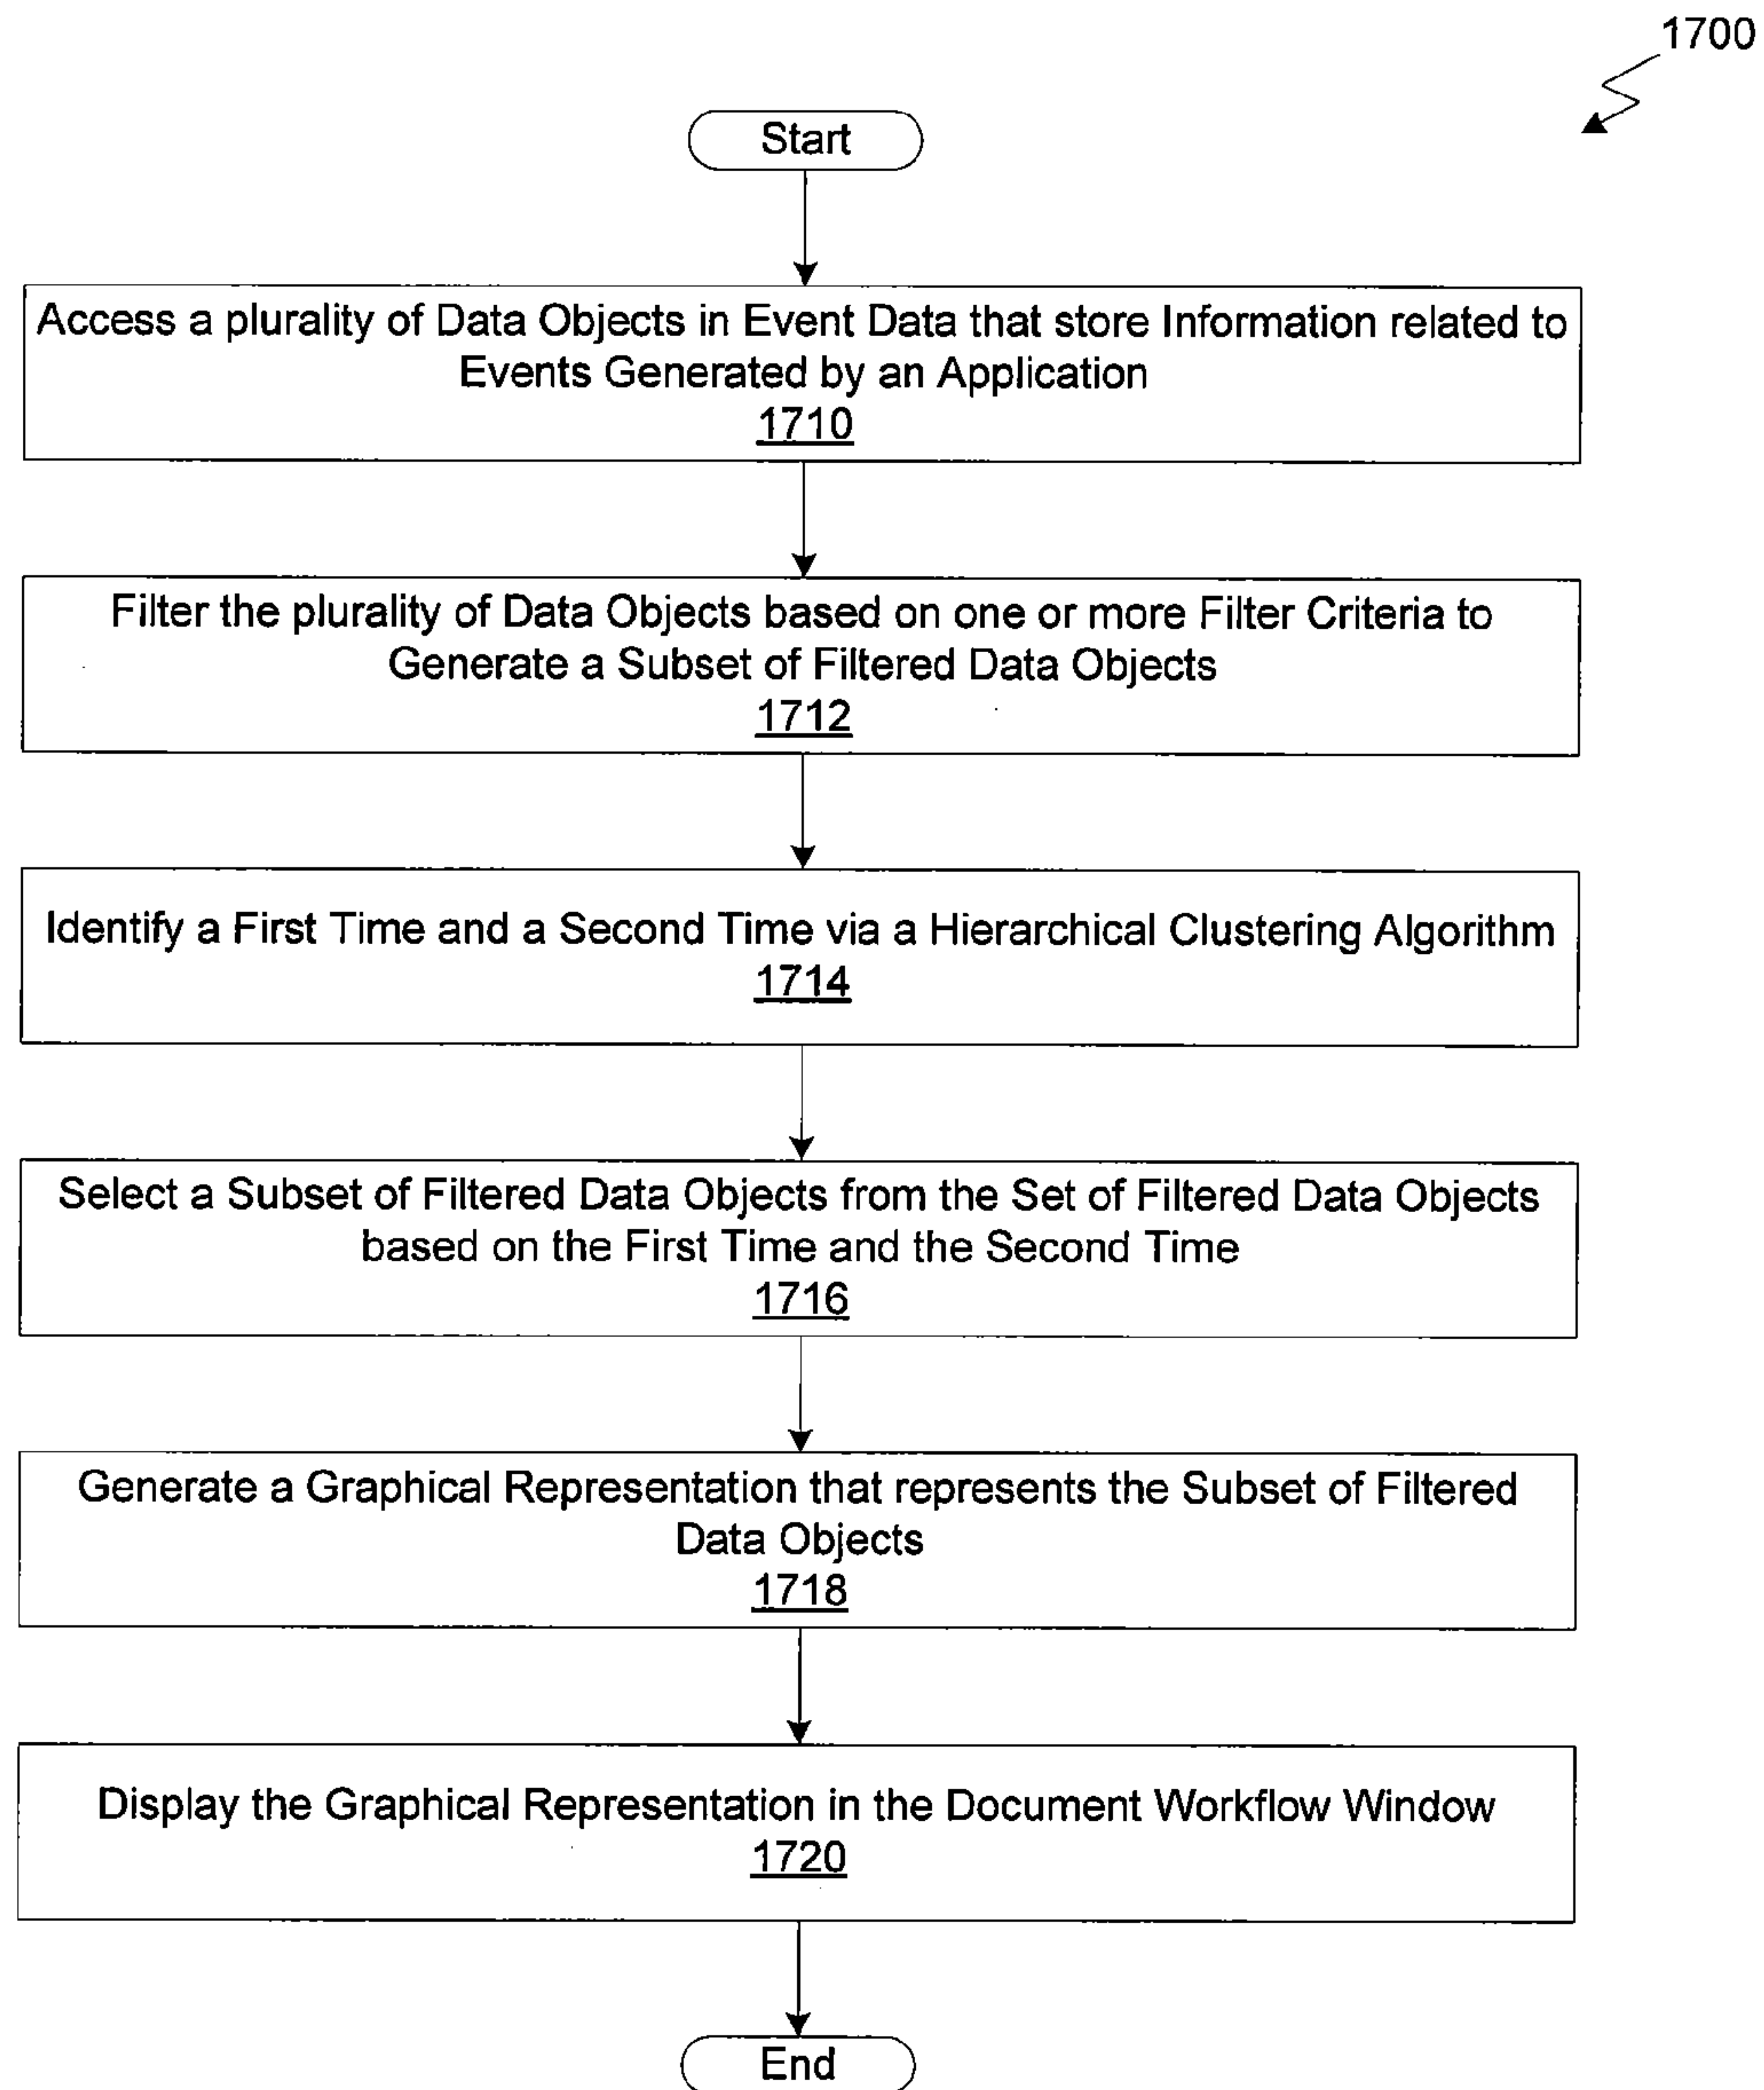 1700
Start
Access a plurality of Data Objects in Event Data that store Information related to
Events Generated by an Application
1710
Filter the plurality of Data Objects based on one or more Filter Criteria to
Generate a Subset of Filtered Data Objects
1712
Identify a First Time and a Second Time via a Hierarchical Clustering Algorithm
1714
Select a Subset of Filtered Data Objects from the Set of Filtered Data Objects
based on the First Time and the Second Time
1716
Generate a Graphical Representation that represents the Subset of Filtered
Data Objects
1718
Display the Graphical Representation in the Document Workflow Window
1720
End